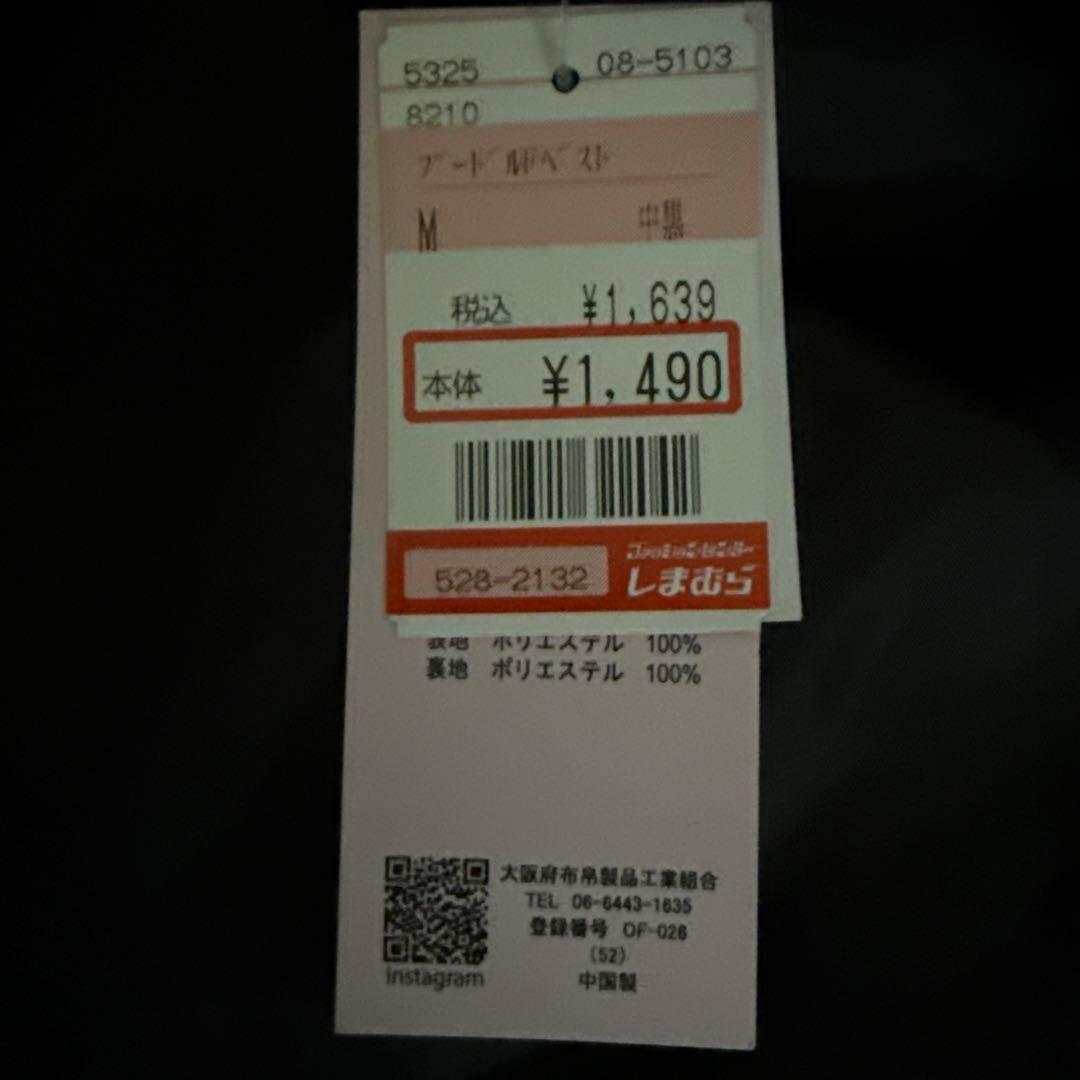 5325 08-5103
8210
ﾌﾞｰﾄﾞﾙﾄﾞﾍﾞｽﾄ
M 中黒
税込 ¥1,639
本体 ¥1,490
528-2132
ファッションセンター
しまむら
表地 ポリエステル 100%
裏地 ポリエステル 100%
大阪府布帛製品工業組合
TEL 06-6443-1635
登録番号 OF-026
(52)
中国製
instagram